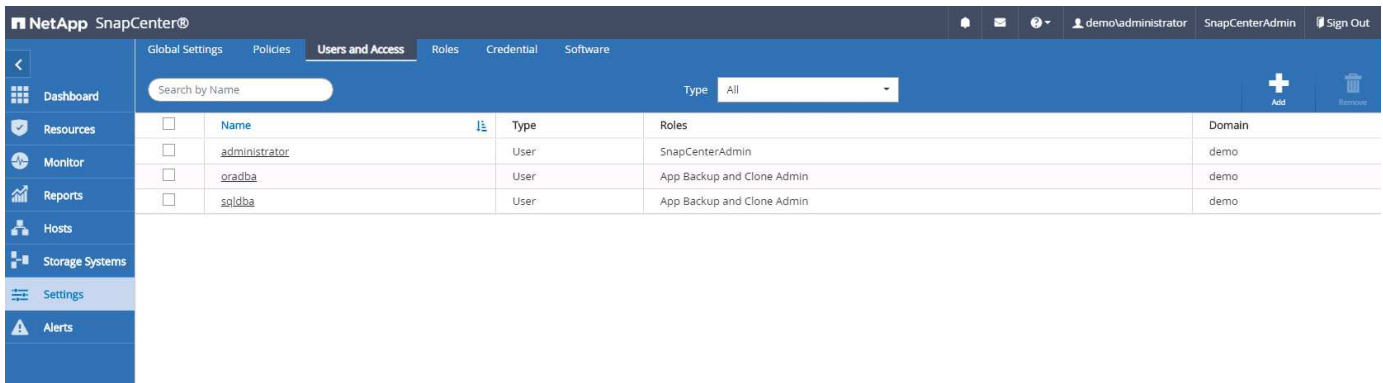 NetApp SnapCenter®
demo\administrator SnapCenterAdmin Sign Out
Global Settings Policies Users and Access Roles Credential Software
Search by Name Type All Add Remove
Dashboard
Resources
Monitor
Reports
Hosts
Storage Systems
Settings
Alerts
Name Type Roles Domain
administrator User SnapCenterAdmin demo
oradba User App Backup and Clone Admin demo
sqldba User App Backup and Clone Admin demo